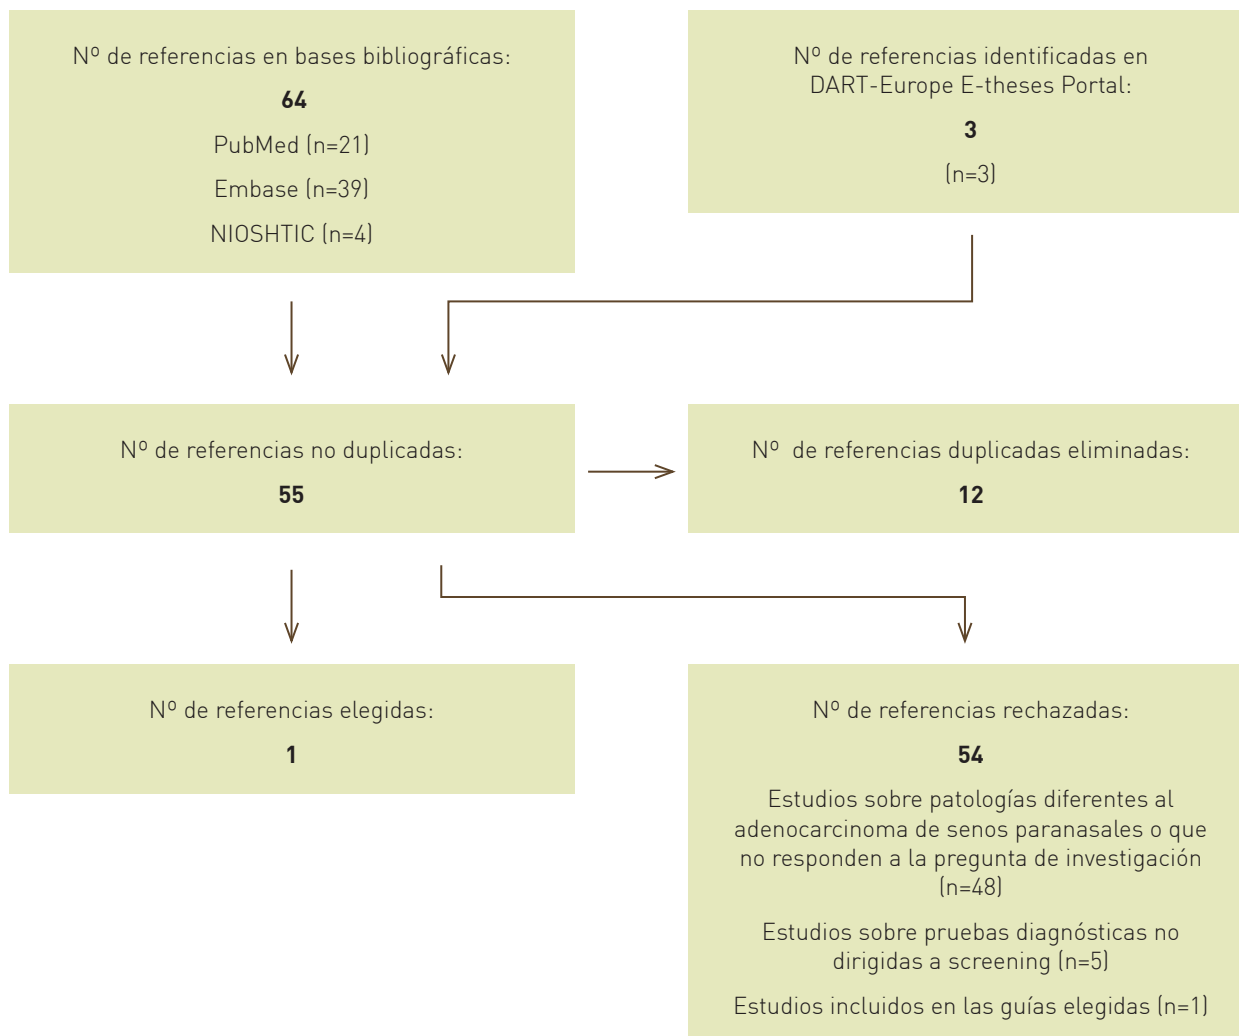 Nº de referencias en bases bibliográficas:
64
PubMed (n=21)
Embase (n=39)
NIOSHTIC (n=4)
Nº de referencias identificadas en
DART-Europe E-theses Portal:
3
(n=3)
Nº de referencias no duplicadas:
55
Nº de referencias duplicadas eliminadas:
12
Nº de referencias elegidas:
1
Nº de referencias rechazadas:
54
Estudios sobre patologías diferentes al
adenocarcinoma de senos paranasales o que
no responden a la pregunta de investigación
(n=48)
Estudios sobre pruebas diagnósticas no
dirigidas a screening (n=5)
Estudios incluidos en las guías elegidas (n=1)